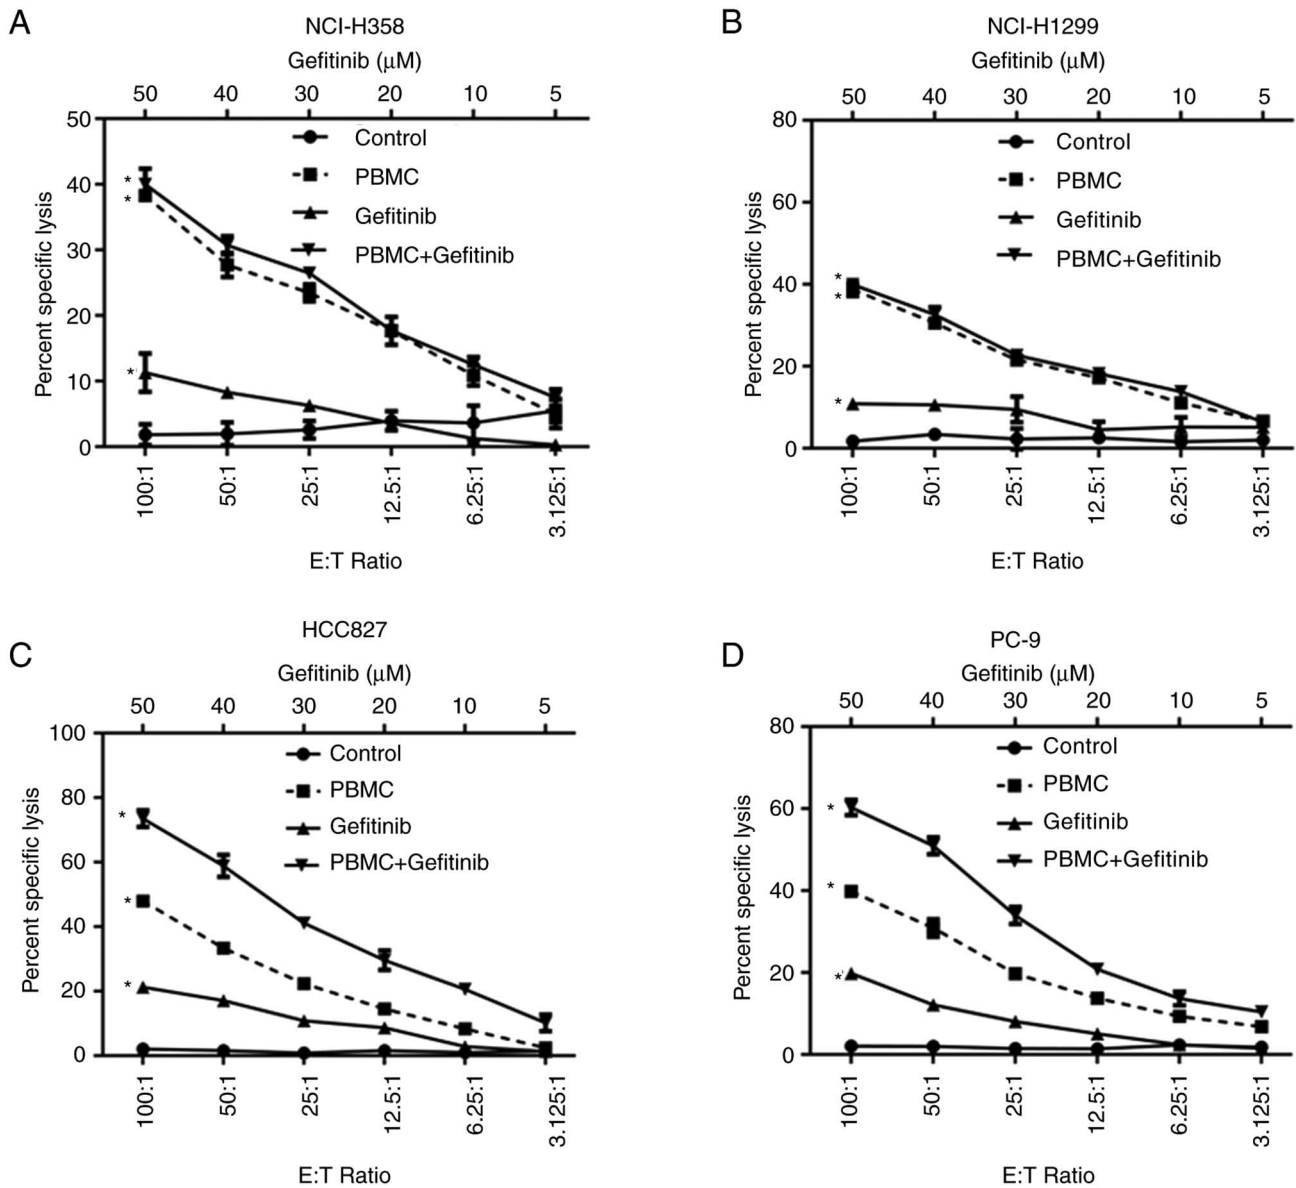 A
NCI-H358
Gefitinib (μM)
50 40 30 20 10 5
50
40
30
20
10
0
Percent specific lysis
Control
PBMC
Gefitinib
PBMC+Gefitinib
*
*
*
100:1 50:1 25:1 12.5:1 6.25:1 3.125:1
E:T Ratio
B
NCI-H1299
Gefitinib (μM)
50 40 30 20 10 5
80
60
40
20
0
Percent specific lysis
Control
PBMC
Gefitinib
PBMC+Gefitinib
*
*
*
100:1 50:1 25:1 12.5:1 6.25:1 3.125:1
E:T Ratio
C
HCC827
Gefitinib (μM)
50 40 30 20 10 5
100
80
60
40
20
0
Percent specific lysis
Control
PBMC
Gefitinib
PBMC+Gefitinib
*
*
*
100:1 50:1 25:1 12.5:1 6.25:1 3.125:1
E:T Ratio
D
PC-9
Gefitinib (μM)
50 40 30 20 10 5
80
60
40
20
0
Percent specific lysis
Control
PBMC
Gefitinib
PBMC+Gefitinib
*
*
*
100:1 50:1 25:1 12.5:1 6.25:1 3.125:1
E:T Ratio